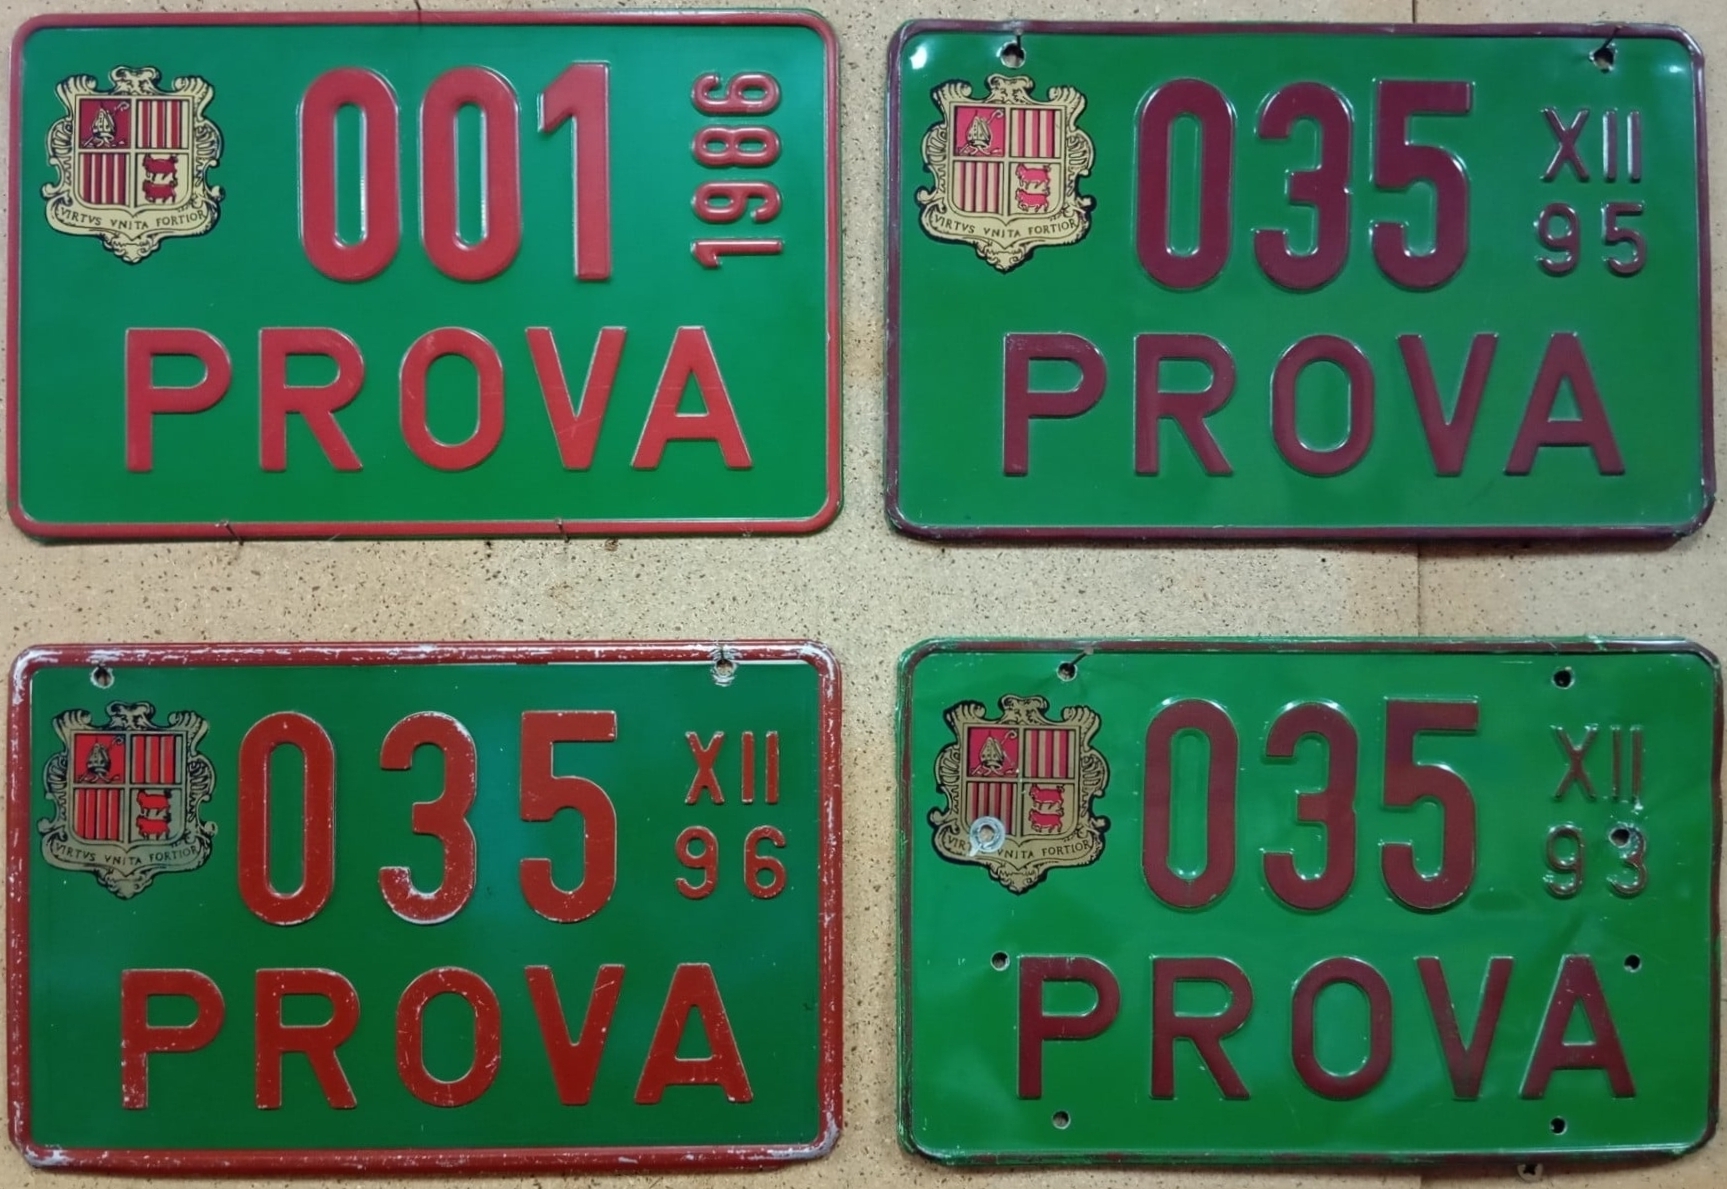 001 1986
VIRTVS VNITA FORTIOR
PROVA
035 XII
95
VIRTVS VNITA FORTIOR
PROVA
035 XII
96
VIRTVS VNITA FORTIOR
PROVA
035 XII
93
VNITA FORTIOR
PROVA